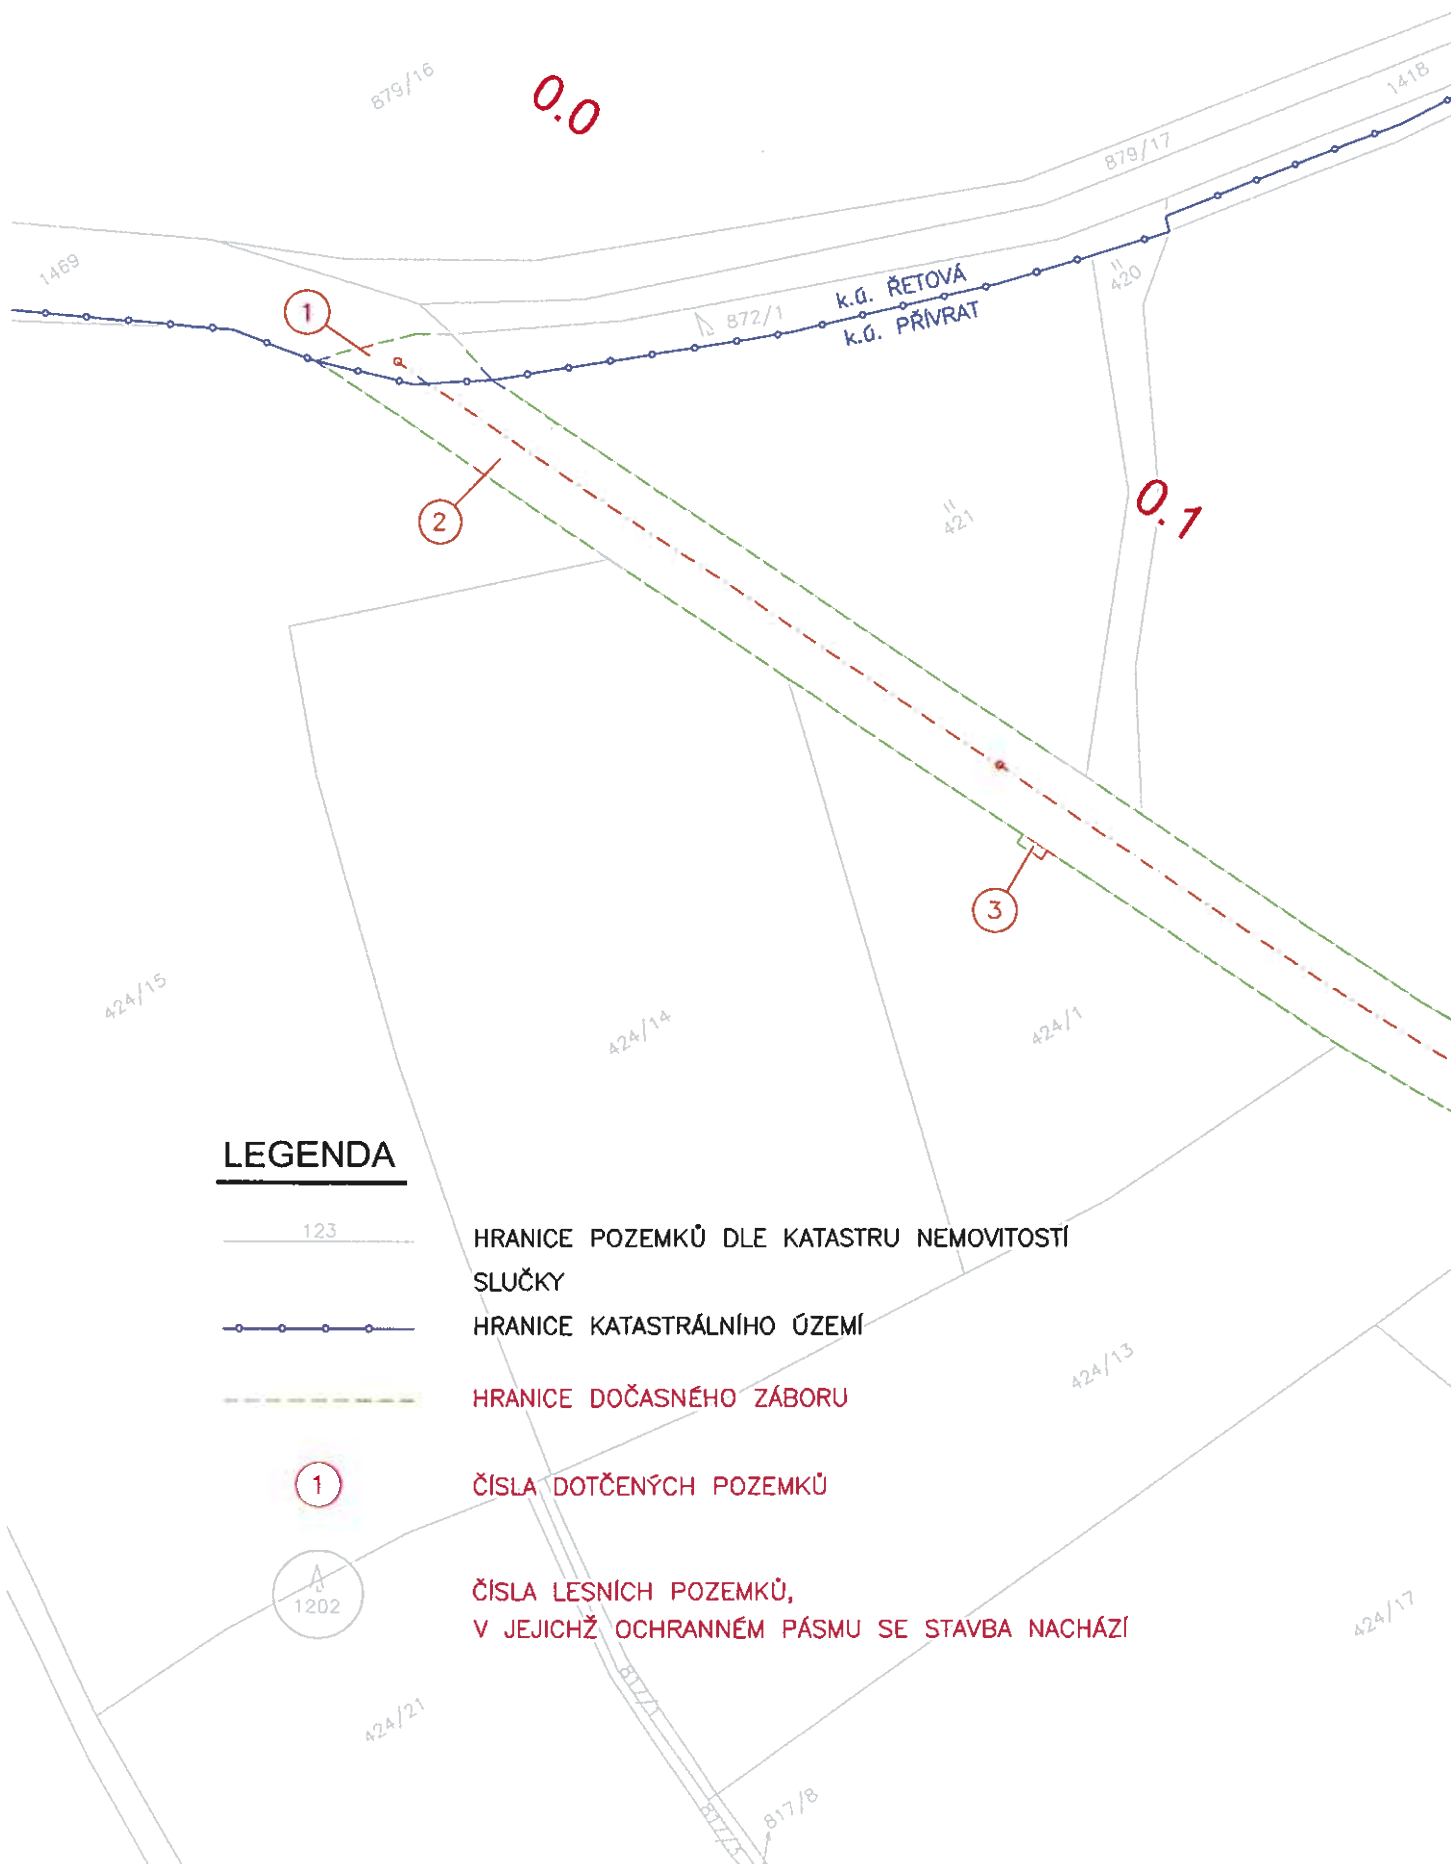 879/16
0.0
1418
879/17
1469
420
k.ú. ŘETOVÁ
1
872/1
k.ú. PŘÍVRAT
0.1
2
421
3
424/15
424/14
424/1
LEGENDA
123
HRANICE POZEMKŮ DLE KATASTRU NEMOVITOSTÍ
SLUČKY
HRANICE KATASTRÁLNÍHO ÚZEMÍ
424/13
HRANICE DOČASNÉHO ZÁBORU
1
ČÍSLA DOTČENÝCH POZEMKŮ
1202
ČÍSLA LESNÍCH POZEMKŮ,
V JEJICHŽ OCHRANNÉM PÁSMU SE STAVBA NACHÁZÍ
424/17
817/1
424/21
817/8
817/3